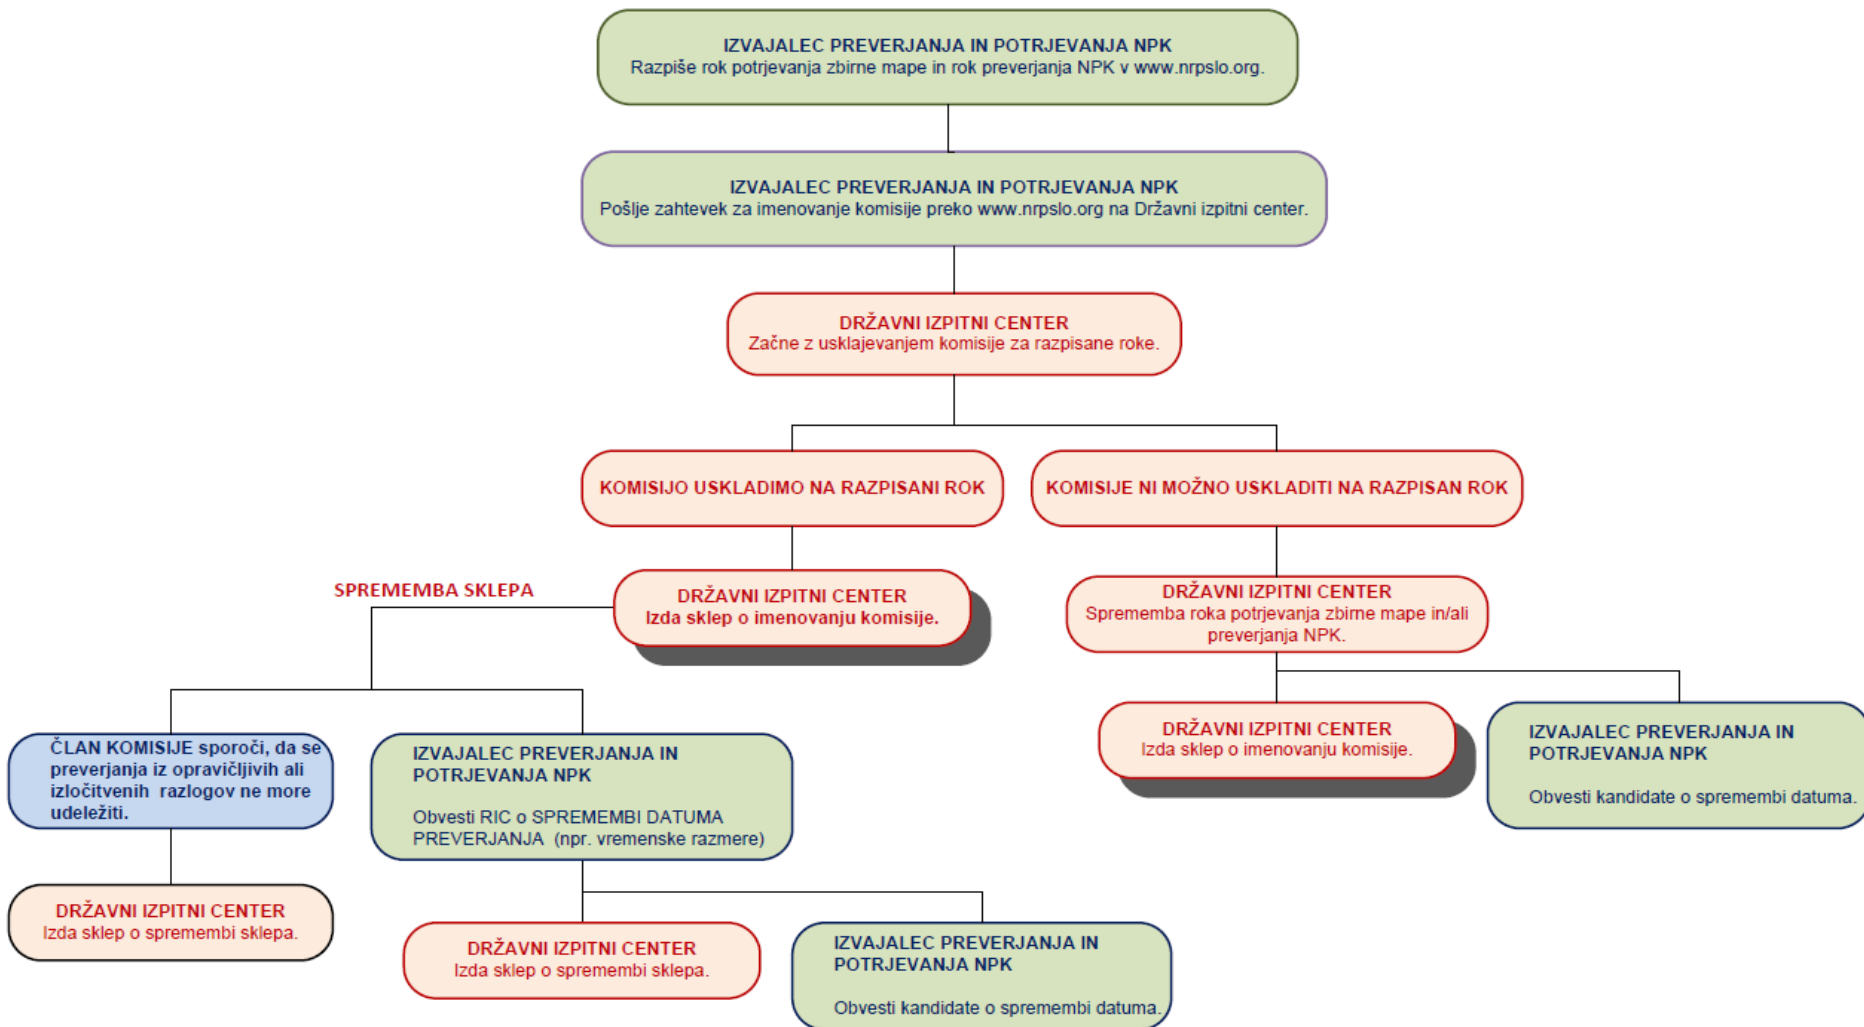 IZVAJALEC PREVERJANJA IN POTRJEVANJA NPK
Razpiše rok potrjevanja zbirne mape in rok preverjanja NPK v www.nrpslo.org.
IZVAJALEC PREVERJANJA IN POTRJEVANJA NPK
Pošlje zahtevek za imenovanje komisije preko www.nrpslo.org na Državni izpitni center.
DRŽAVNI IZPITNI CENTER
Začne z usklajevanjem komisije za razpisane roke.
KOMISIJO USKLADIMO NA RAZPISANI ROK
KOMISIJE NI MOŽNO USKLADITI NA RAZPISAN ROK
SPREMEMBA SKLEPA
DRŽAVNI IZPITNI CENTER
Izda sklep o imenovanju komisije.
DRŽAVNI IZPITNI CENTER
Sprememba roka potrjevanja zbirne mape in/ali
preverjanja NPK.
ČLAN KOMISIJE sporoči, da se
preverjanja iz opravičljivih ali
izločitvenih razlogov ne more
udeležiti.
IZVAJALEC PREVERJANJA IN
POTRJEVANJA NPK
Obvesti RIC o SPREMEMBI DATUMA
PREVERJANJA (npr. vremenske razmere)
DRŽAVNI IZPITNI CENTER
Izda sklep o imenovanju komisije.
IZVAJALEC PREVERJANJA IN
POTRJEVANJA NPK
Obvesti kandidate o spremembi datuma.
DRŽAVNI IZPITNI CENTER
Izda sklep o spremembi sklepa.
DRŽAVNI IZPITNI CENTER
Izda sklep o spremembi sklepa.
IZVAJALEC PREVERJANJA IN
POTRJEVANJA NPK
Obvesti kandidate o spremembi datuma.